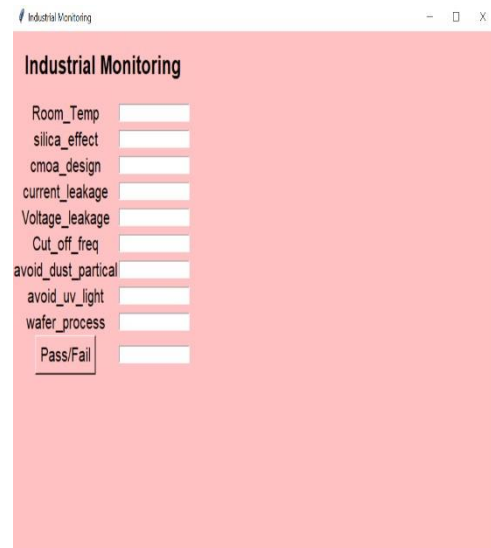 Industrial Monitoring
Industrial Monitoring
Room_Temp
silica_effect
cmoa_design
current_leakage
Voltage_leakage
Cut_off_freq
avoid_dust_partical
avoid_uv_light
wafer_process
Pass/Fail